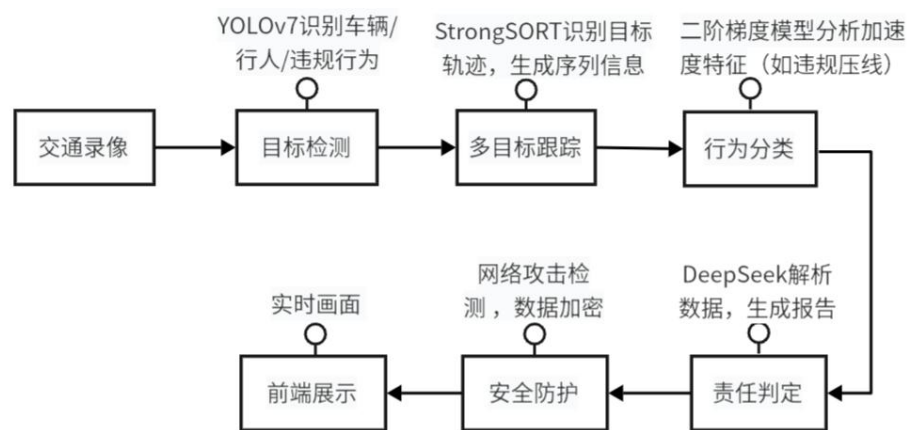 YOLOv7识别车辆/
行人/违规行为
StrongSORT识别目标
轨迹，生成序列信息
二阶梯度模型分析加速
度特征（如违规压线）
交通录像
目标检测
多目标跟踪
行为分类
DeepSeek解析
数据，生成报告
网络攻击检
测 ，数据加密
实时画面
责任判定
安全防护
前端展示